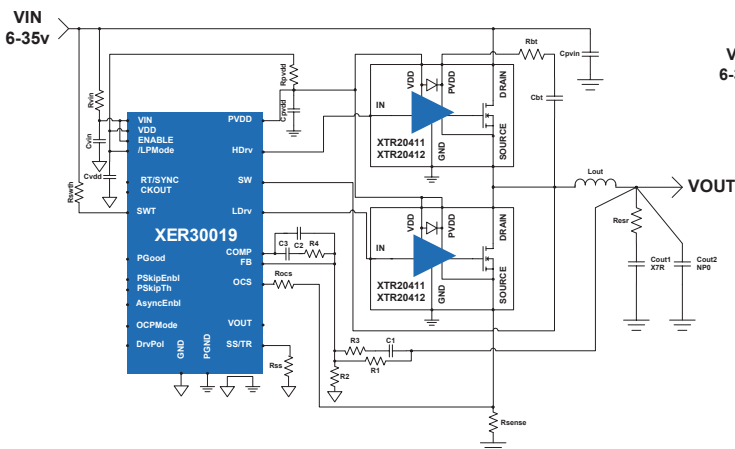 VIN
6-35v
Rvin
Cvin
Rswth
Cvdd
Rpvdd
Cpvdd
VIN
VDD
ENABLE
/LPMode
RT/SYNC
CKOUT
SWT
XER30019
PGood
PSkipEnbl
PSkipTh
AsyncEnbl
OCPMode
DrvPol
GND
PGND
PVDD
HDrv
SW
LDrv
COMP
FB
OCS
VOUT
SS/TR
C3
C2
R4
Rocs
Rss
R2
R3
C1
R1
VDD
PVDD
IN
GND
DRAIN
SOURCE
XTR20411
XTR20412
VDD
PVDD
IN
GND
DRAIN
SOURCE
XTR20411
XTR20412
Rbt
Cbt
Cpvin
Lout
VOUT
Resr
Cout1
X7R
Cout2
NP0
Rsense
V
6-3